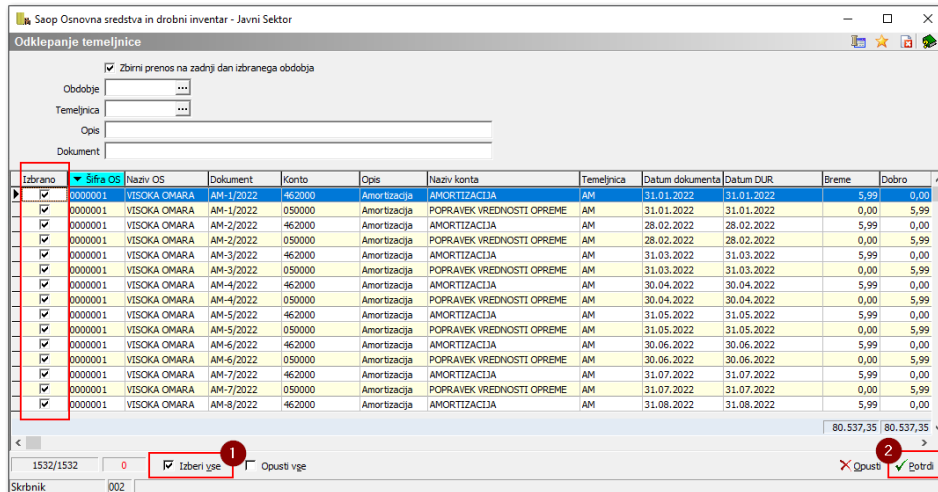 Saop Osnovna sredstva in drobni inventar - Javni Sektor
Odklepanje temeljnice
Zbirni prenos na zadnji dan izbranega obdobja
Obdobje ...
Temeljnica ...
Opis
Dokument
Izbrano Šifra OS Naziv OS Dokument Konto Opis Naziv konta Temeljnica Datum dokumenta Datum DUR Breme Dobro
0000001 VISOKA OMARA AM-1/2022 462000 Amortizacija AMORTIZACIJA AM 31.01.2022 31.01.2022 5,99 0,00
0000001 VISOKA OMARA AM-1/2022 050000 Amortizacija POPRAVEK VREDNOSTI OPREME AM 31.01.2022 31.01.2022 0,00 5,99
0000001 VISOKA OMARA AM-2/2022 462000 Amortizacija AMORTIZACIJA AM 28.02.2022 28.02.2022 5,99 0,00
0000001 VISOKA OMARA AM-2/2022 050000 Amortizacija POPRAVEK VREDNOSTI OPREME AM 28.02.2022 28.02.2022 0,00 5,99
0000001 VISOKA OMARA AM-3/2022 462000 Amortizacija AMORTIZACIJA AM 31.03.2022 31.03.2022 5,99 0,00
0000001 VISOKA OMARA AM-3/2022 050000 Amortizacija POPRAVEK VREDNOSTI OPREME AM 31.03.2022 31.03.2022 0,00 5,99
0000001 VISOKA OMARA AM-4/2022 462000 Amortizacija AMORTIZACIJA AM 30.04.2022 30.04.2022 5,99 0,00
0000001 VISOKA OMARA AM-4/2022 050000 Amortizacija POPRAVEK VREDNOSTI OPREME AM 30.04.2022 30.04.2022 0,00 5,99
0000001 VISOKA OMARA AM-5/2022 462000 Amortizacija AMORTIZACIJA AM 31.05.2022 31.05.2022 5,99 0,00
0000001 VISOKA OMARA AM-5/2022 050000 Amortizacija POPRAVEK VREDNOSTI OPREME AM 31.05.2022 31.05.2022 0,00 5,99
0000001 VISOKA OMARA AM-6/2022 462000 Amortizacija AMORTIZACIJA AM 30.06.2022 30.06.2022 5,99 0,00
0000001 VISOKA OMARA AM-6/2022 050000 Amortizacija POPRAVEK VREDNOSTI OPREME AM 30.06.2022 30.06.2022 0,00 5,99
0000001 VISOKA OMARA AM-7/2022 462000 Amortizacija AMORTIZACIJA AM 31.07.2022 31.07.2022 5,99 0,00
0000001 VISOKA OMARA AM-7/2022 050000 Amortizacija POPRAVEK VREDNOSTI OPREME AM 31.07.2022 31.07.2022 0,00 5,99
0000001 VISOKA OMARA AM-8/2022 462000 Amortizacija AMORTIZACIJA AM 31.08.2022 31.08.2022 5,99 0,00
80.537,35 80.537,35
1 2
1532/1532 0 Izberi vse Opusti vse Opusti Potrdi
Skrbnik 002